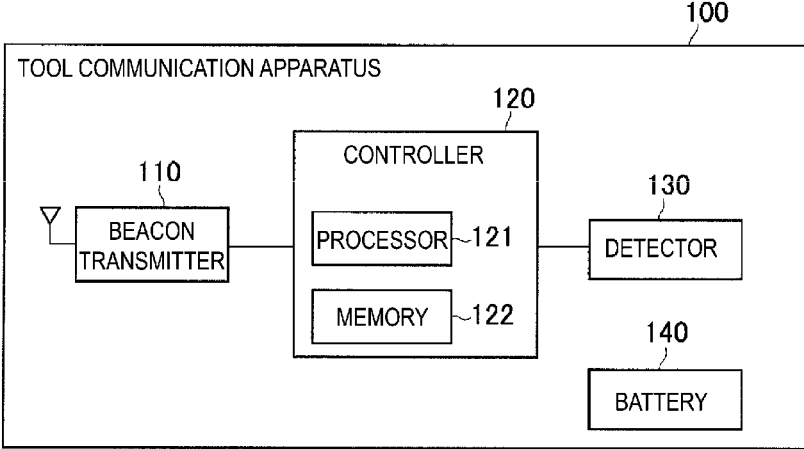 100
TOOL COMMUNICATION APPARATUS
120
CONTROLLER
110
BEACON
TRANSMITTER
PROCESSOR 121
MEMORY 122
130
DETECTOR
140
BATTERY